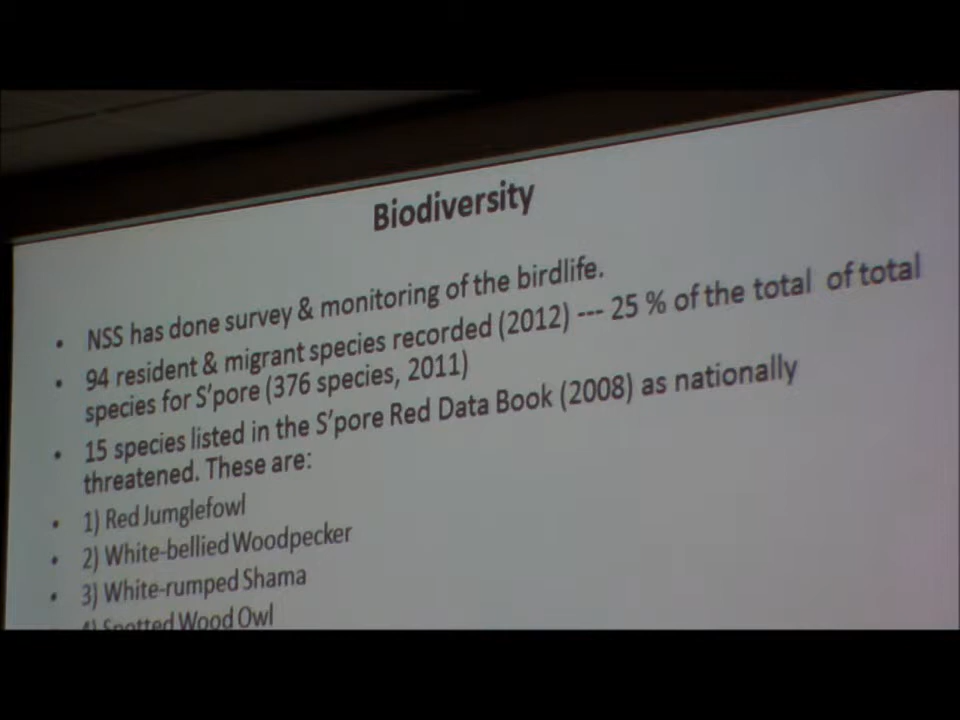 Biodiversity
• NSS has done survey & monitoring of the birdlife.
• 94 resident & migrant species recorded (2012) --- 25 % of the total of total
species for S'pore (376 species, 2011)
• 15 species listed in the S'pore Red Data Book (2008) as nationally
threatened. These are:
• 1) Red Jumglefowl
• 2) White-bellied Woodpecker
• 3) White-rumped Shama
• 4) Spotted Wood Owl